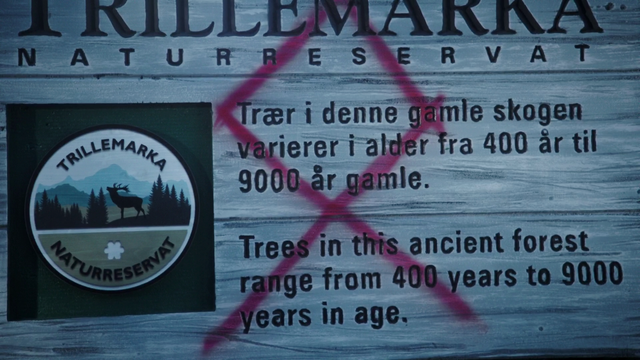 TRILLEMARKA
NATURRESERVAT
TRILLEMARKA
NATURRESERVAT
Trær i denne gamle skogen
varierer i alder fra 400 år til
9000 år gamle.
Trees in this ancient forest
range from 400 years to 9000
years in age.